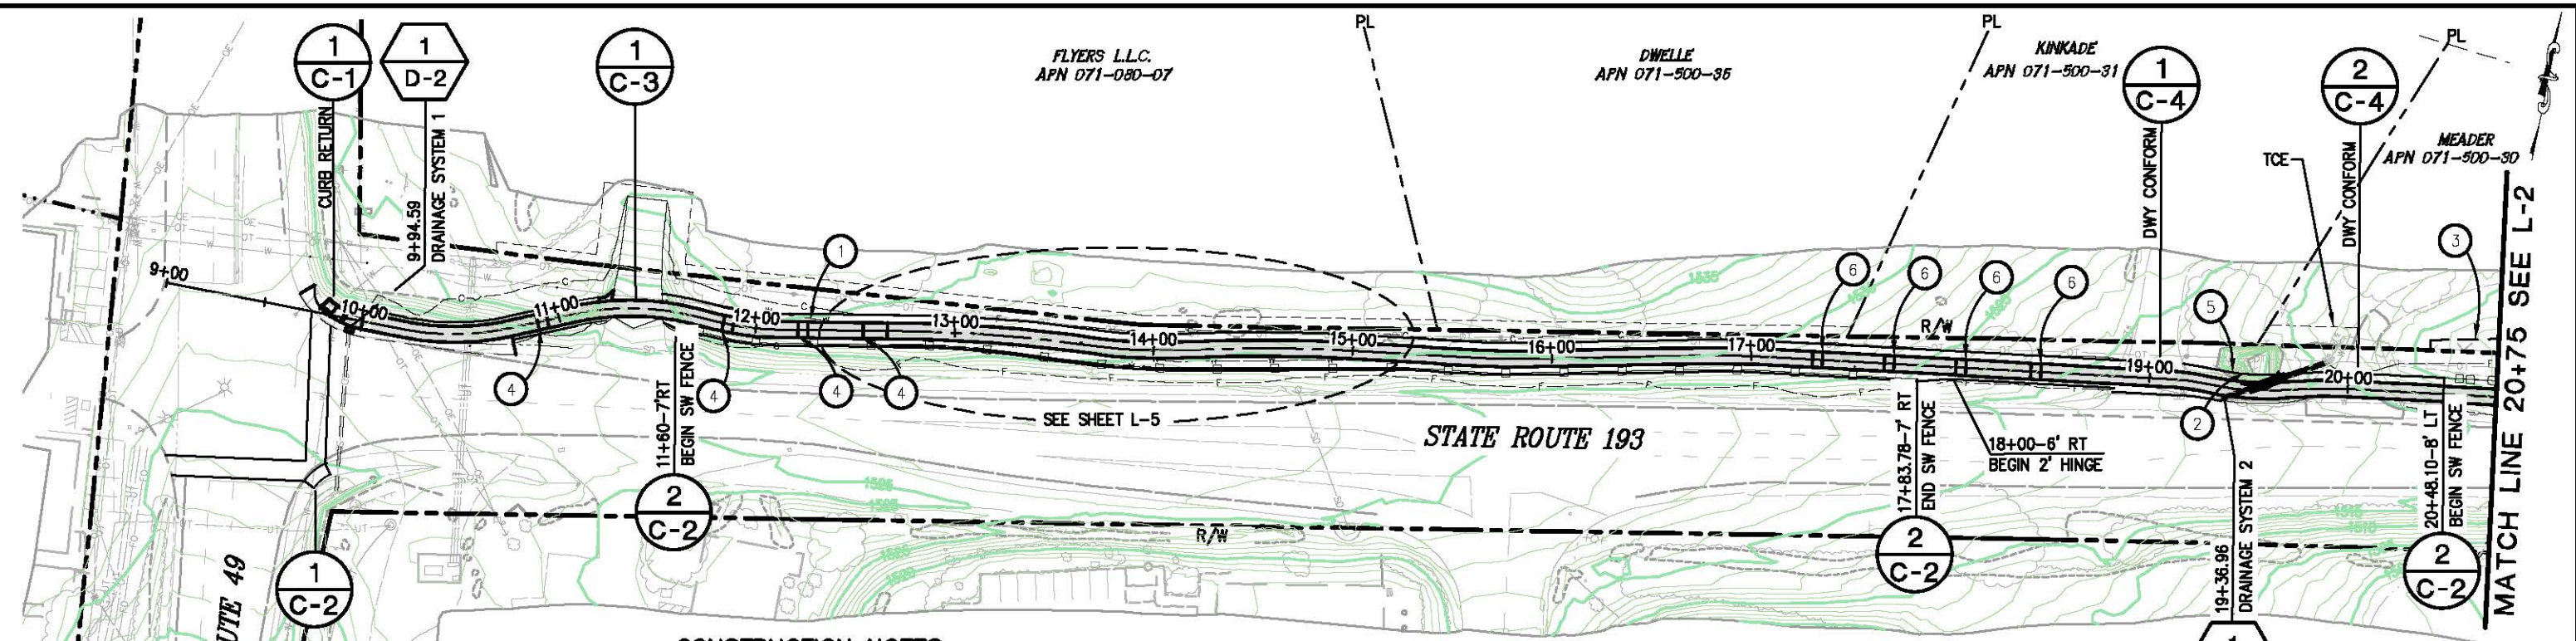 PL
PL
PL
1
C-1
1
D-2
1
C-3
FLYERS L.L.C.
APN 071-080-07
DWELLE
APN 071-500-35
KINKADE
APN 071-500-31
1
C-4
2
C-4
MEADER
APN 071-500-30
TCE
CURB RETURN
9+94.59
DRAINAGE SYSTEM 1
DWY CONFORM
DWY CONFORM
MATCH LINE 20+75 SEE L-2
9+00
10+00
11+00
12+00
13+00
14+00
15+00
16+00
17+00
19+00
20+00
1
6
6
6
6
5
3
4
4
4
4
2
R/W
1635
SEE SHEET L-5
STATE ROUTE 193
11+60-7'RT
BEGIN SW FENCE
2
C-2
17+83.78-7' RT
END SW FENCE
2
C-2
18+00-6' RT
BEGIN 2' HINGE
19+36.96
DRAINAGE SYSTEM 2
20+48.10-8' LT
BEGIN SW FENCE
2
C-2
R/W
1
C-2
UTE 49
CONSTRUCTION NOTES
1